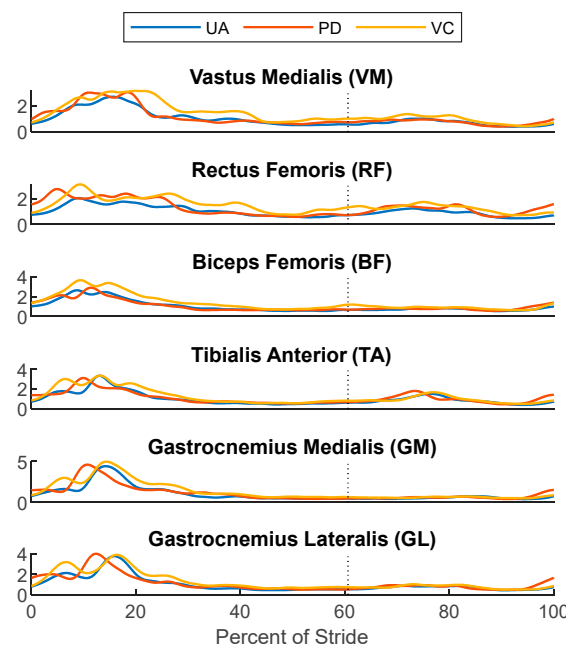 UA PD VC
Vastus Medialis (VM)
2
0
Rectus Femoris (RF)
2
0
Biceps Femoris (BF)
4
2
0
Tibialis Anterior (TA)
4
2
0
Gastrocnemius Medialis (GM)
5
0
Gastrocnemius Lateralis (GL)
4
2
0
0 20 40 60 80 100
Percent of Stride